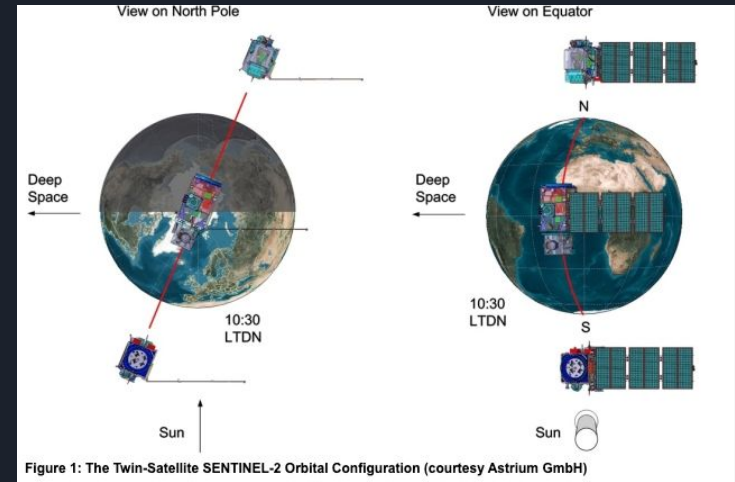 View on North Pole
View on Equator
Deep
Space
10:30
LTDN
Sun
N
Deep
Space
10:30
LTDN
S
Sun
Figure 1: The Twin-Satellite SENTINEL-2 Orbital Configuration (courtesy Astrium GmbH)